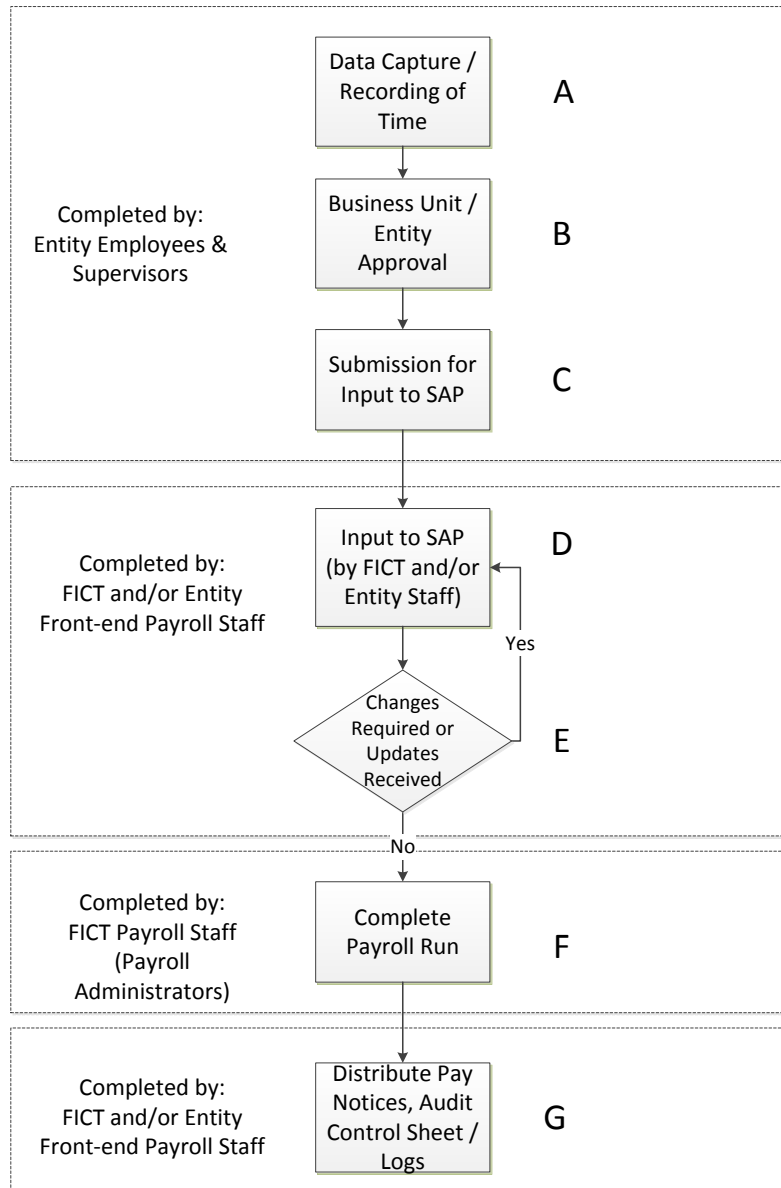 Data Capture /
Recording of
Time
A
Completed by:
Entity Employees &
Supervisors
Business Unit /
Entity
Approval
B
Submission for
Input to SAP
C
Completed by:
FICT and/or Entity
Front-end Payroll Staff
Input to SAP
(by FICT and/or
Entity Staff)
D
Yes
Changes
Required or
Updates
Received
E
No
Completed by:
FICT Payroll Staff
(Payroll
Administrators)
Complete
Payroll Run
F
Completed by:
FICT and/or Entity
Front-end Payroll Staff
Distribute Pay
Notices, Audit
Control Sheet /
Logs
G